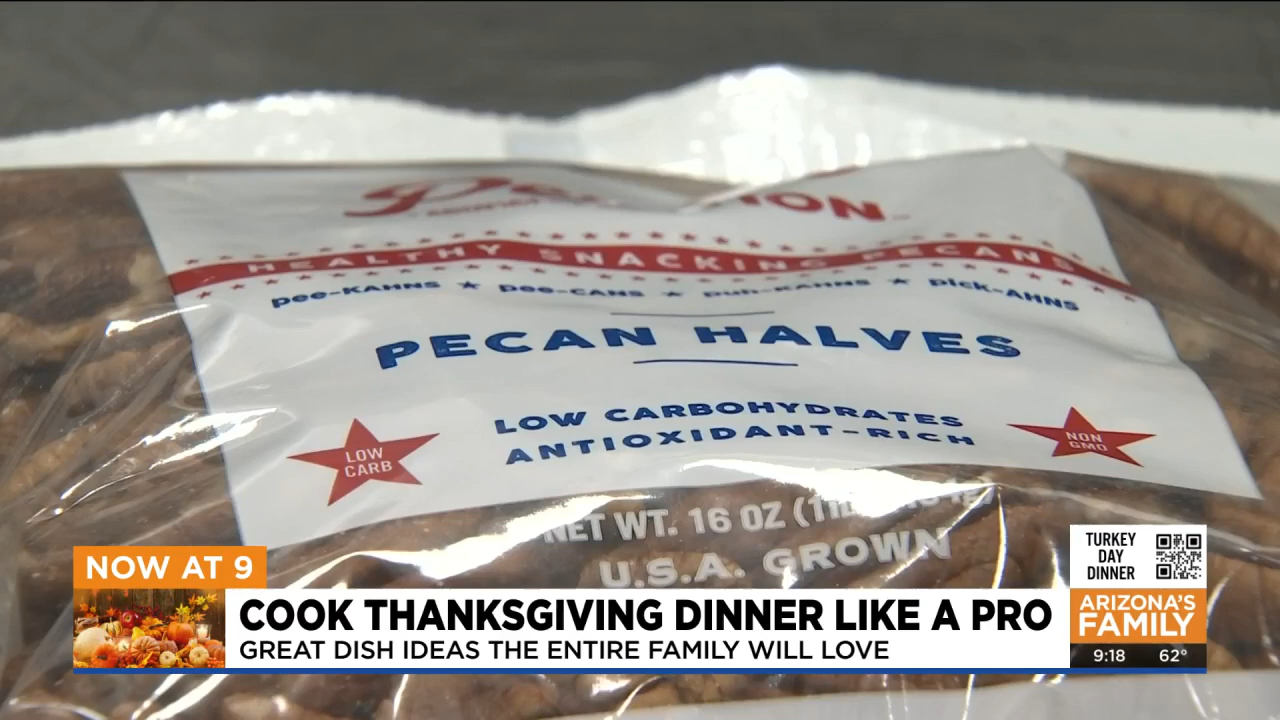 HEALTHY SNACKING PECANS
pee-KAHNS ★ pee-CANS ★ puh-KAHNS ★ pick-AHNS
PECAN HALVES
LOW CARBOHYDRATES
ANTIOXIDANT-RICH
LOW
CARB
NON
GMO
NET WT. 16 OZ
U.S.A. GROWN
NOW AT 9
COOK THANKSGIVING DINNER LIKE A PRO
GREAT DISH IDEAS THE ENTIRE FAMILY WILL LOVE
TURKEY
DAY
DINNER
ARIZONA'S
FAMILY
9:18 62°